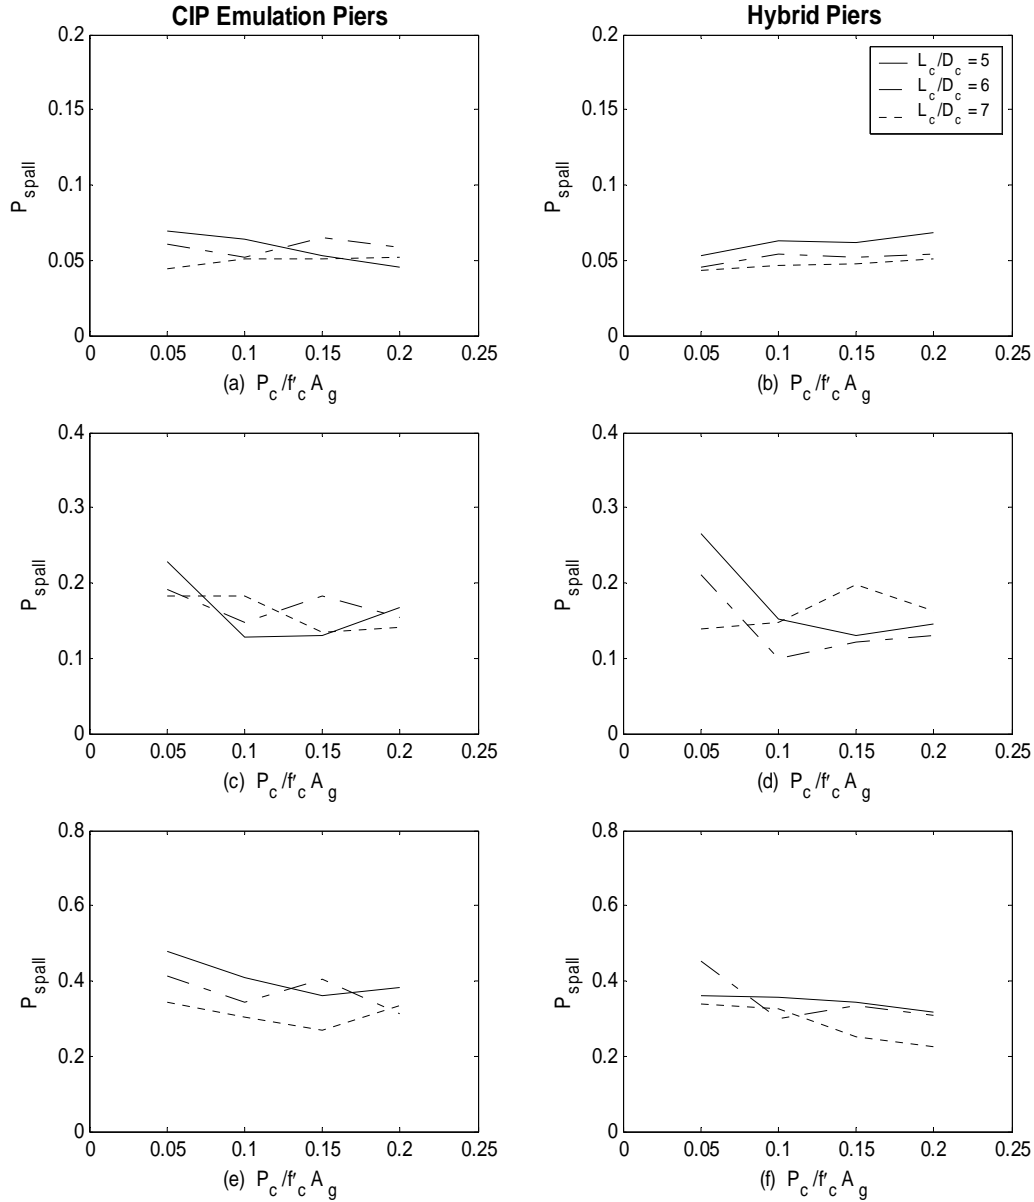 CIP Emulation Piers
Hybrid Piers
0.2
0.15
0.1
0.05
0
P_spall
0 0.05 0.1 0.15 0.2 0.25
(a) P_c/f'_c A_g
0.2
0.15
0.1
0.05
0
P_spall
L_c/D_c = 5
L_c/D_c = 6
L_c/D_c = 7
0 0.05 0.1 0.15 0.2 0.25
(b) P_c/f'_c A_g
0.4
0.3
0.2
0.1
0
P_spall
0 0.05 0.1 0.15 0.2 0.25
(c) P_c/f'_c A_g
0.4
0.3
0.2
0.1
0
P_spall
0 0.05 0.1 0.15 0.2 0.25
(d) P_c/f'_c A_g
0.8
0.6
0.4
0.2
0
P_spall
0 0.05 0.1 0.15 0.2 0.25
(e) P_c/f'_c A_g
0.8
0.6
0.4
0.2
0
P_spall
0 0.05 0.1 0.15 0.2 0.25
(f) P_c/f'_c A_g